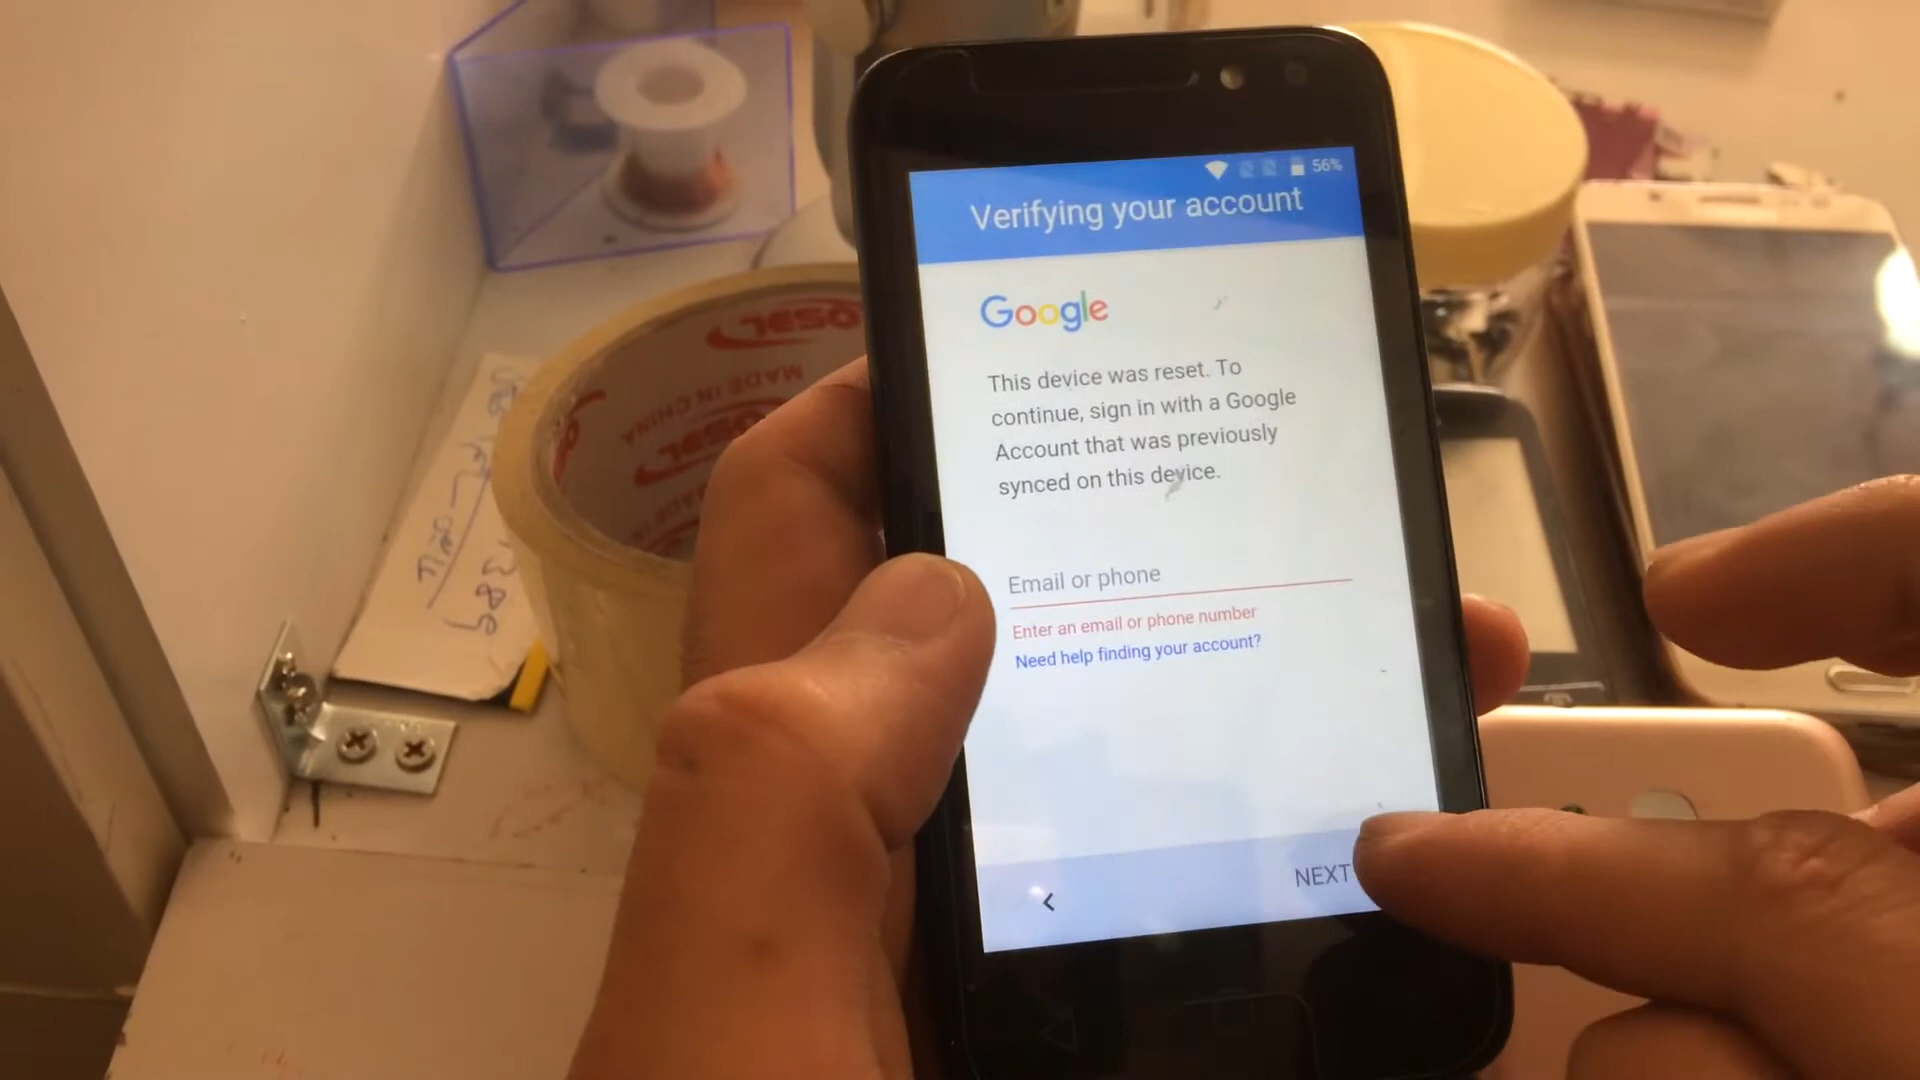 56%
Verifying your account
Google
This device was reset. To
continue, sign in with a Google
Account that was previously
synced on this device.
Email or phone
Enter an email or phone number
Need help finding your account?
NEXT
MADE IN CHINA